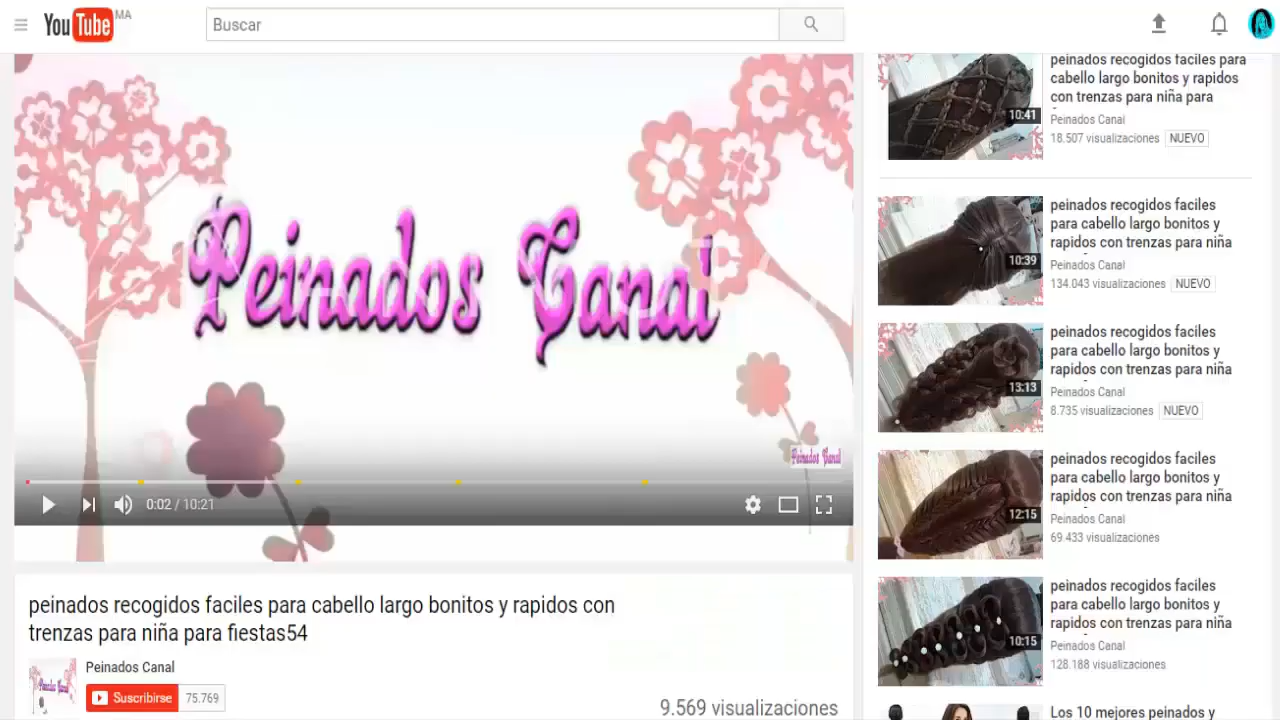 YouTube MA
Buscar
Peinados Canal
Peinados Canal
0:02 / 10:21
peinados recogidos faciles para cabello largo bonitos y rapidos con
trenzas para niña para fiestas54
Peinados Canal
Peinados Canal
Suscribirse 75.769
9.569 visualizaciones
peinados recogidos faciles para
cabello largo bonitos y rapidos
con trenzas para niña para
10:41
Peinados Canal
18.507 visualizaciones NUEVO
peinados recogidos faciles
para cabello largo bonitos y
rapidos con trenzas para niña
10:39
Peinados Canal
134.043 visualizaciones NUEVO
peinados recogidos faciles
para cabello largo bonitos y
rapidos con trenzas para niña
13:13
Peinados Canal
8.735 visualizaciones NUEVO
peinados recogidos faciles
para cabello largo bonitos y
rapidos con trenzas para niña
12:15
Peinados Canal
69.433 visualizaciones
peinados recogidos faciles
para cabello largo bonitos y
rapidos con trenzas para niña
10:15
Peinados Canal
128.188 visualizaciones
Los 10 mejores peinados y